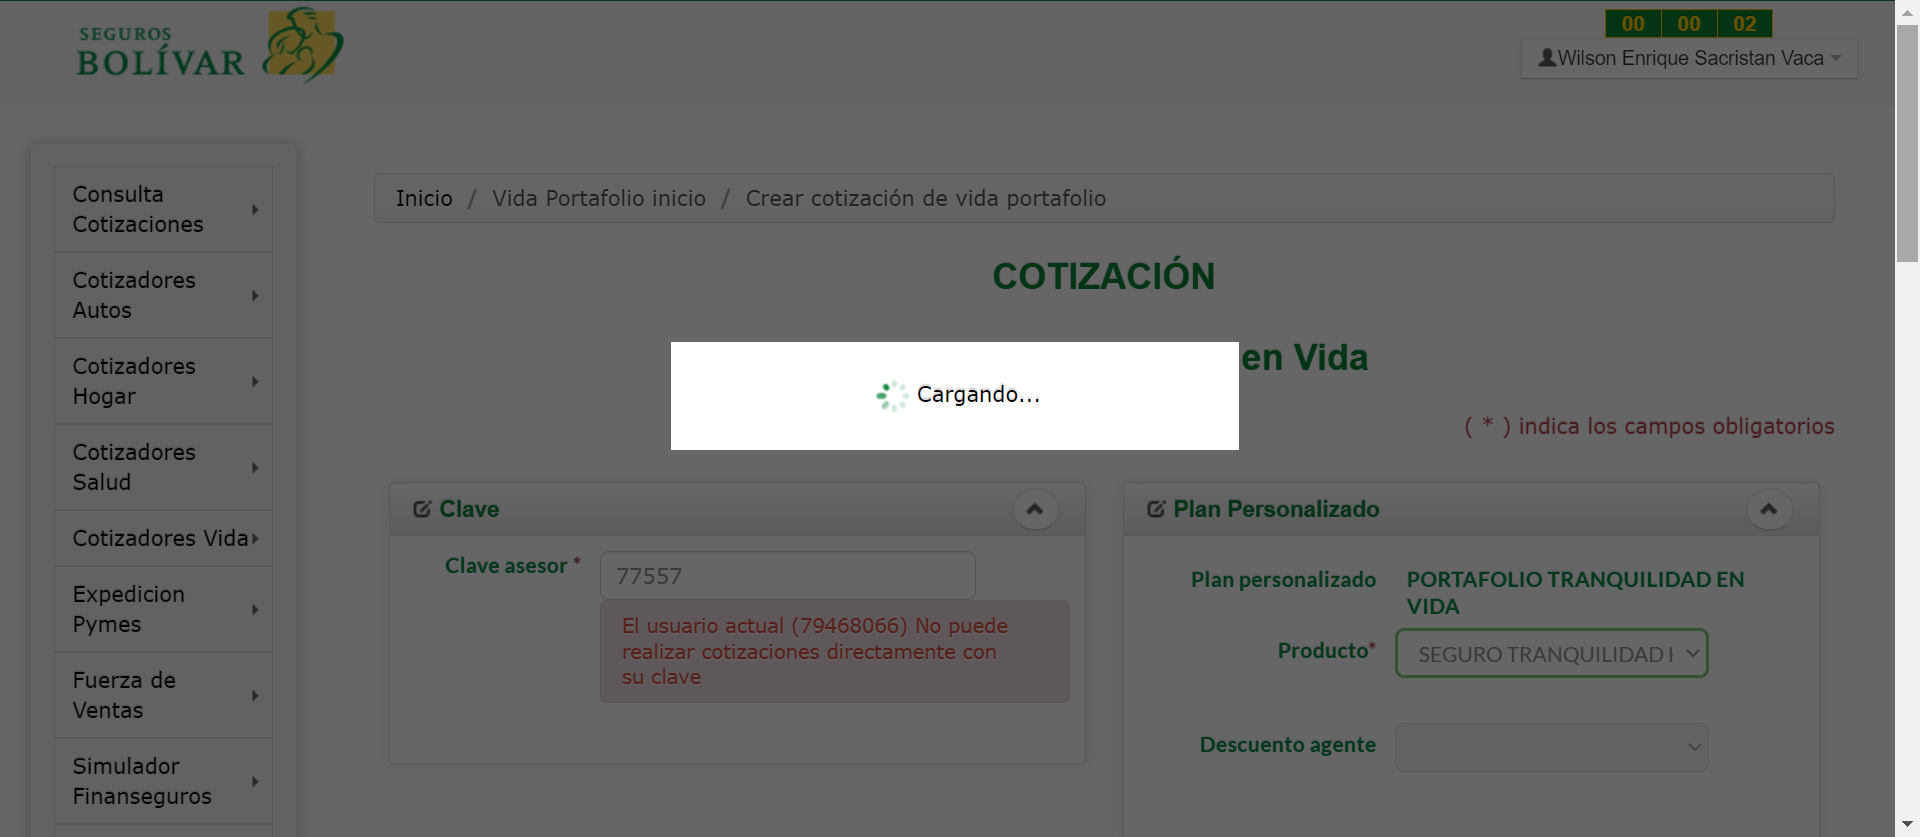 SEGUROS
BOLÍVAR
00 00 02
Wilson Enrique Sacristan Vaca
Consulta
Cotizaciones
Cotizadores
Autos
Cotizadores
Hogar
Cotizadores
Salud
Cotizadores Vida
Expedicion
Pymes
Fuerza de
Ventas
Simulador
Finanseguros
Inicio / Vida Portafolio inicio / Crear cotización de vida portafolio
COTIZACIÓN
en Vida
Cargando...
( * ) indica los campos obligatorios
Clave
Clave asesor *
77557
El usuario actual (79468066) No puede
realizar cotizaciones directamente con
su clave
Plan Personalizado
Plan personalizado PORTAFOLIO TRANQUILIDAD EN
VIDA
Producto* SEGURO TRANQUILIDAD
Descuento agente